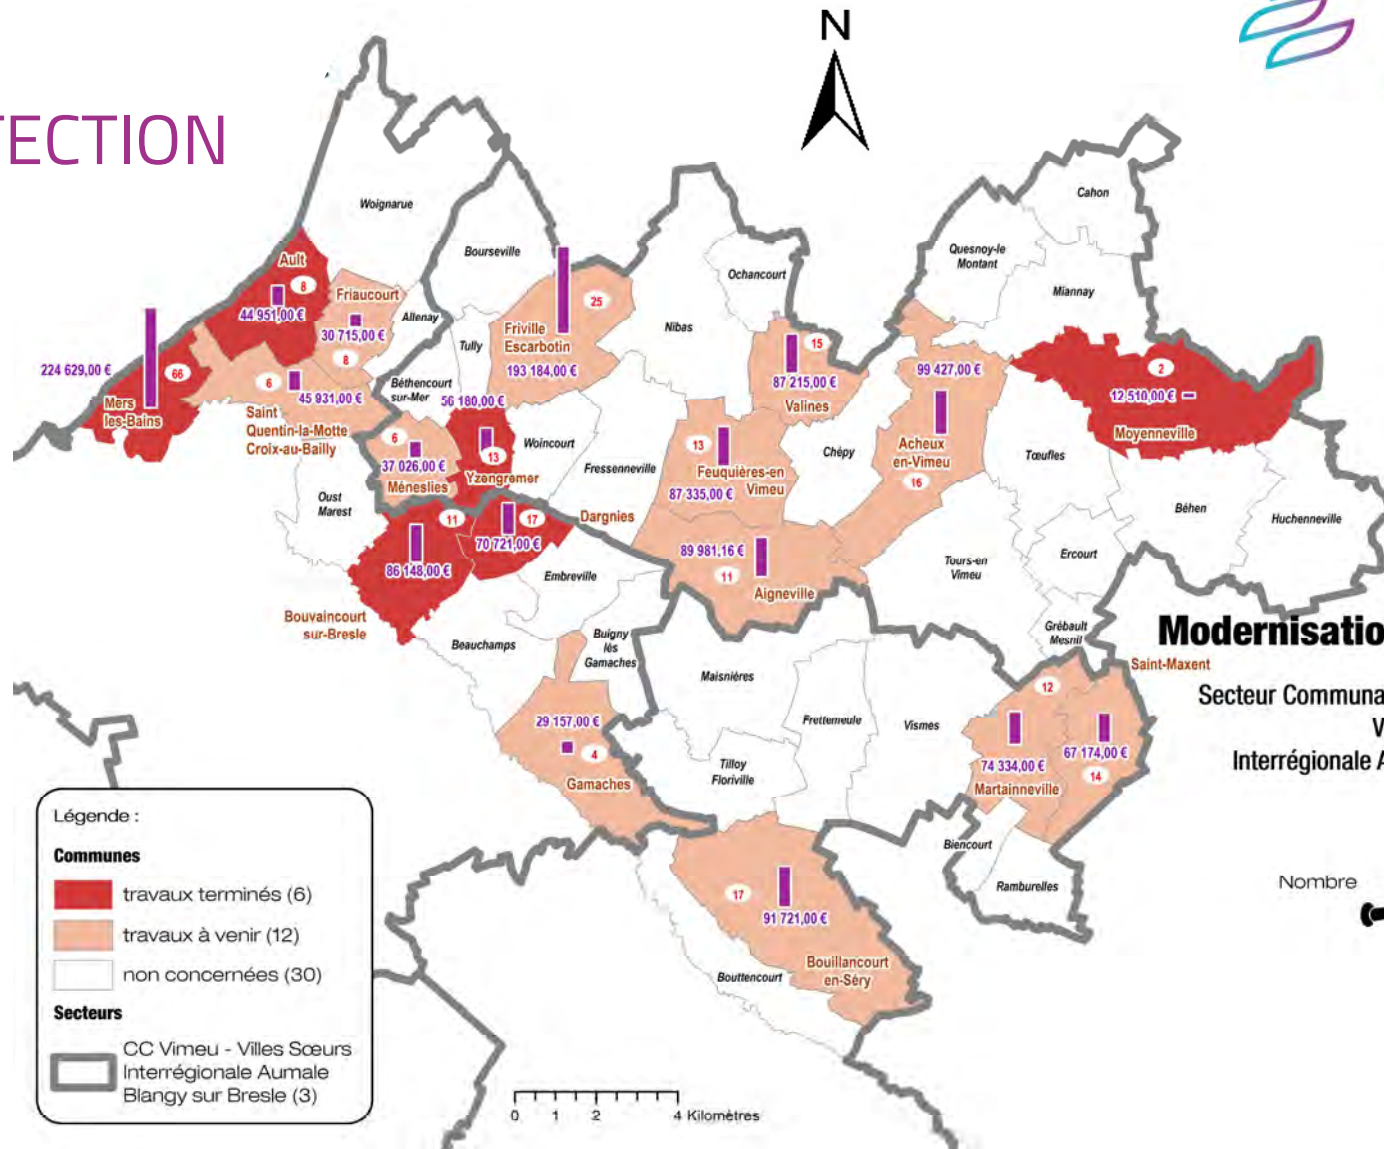 N
TECTION
Cahon
Woignarue
Quesnoy-le
Montant
Bourseville
Ault
8
Ochancourt
Miannay
Friaucourt
44 951,00 €
30 715,00 €
Allenay
8
Friville
Escarbotin
25
193 184,00 €
Nibas
15
87 215,00 €
Valines
99 427,00 €
2
12 510,00 €
Moyenneville
224 629,00 €
66
Mers
les-Bains
6
45 931,00 €
Saint
Quentin-la-Motte
Croix-au-Bailly
Tully
Béthencourt
sur-Mer
56 180,00 €
13
Yzengremer
Woincourt
6
37 026,00 €
Méneslies
Fressenneville
13
Feuquières-en
Vimeu
87 335,00 €
Chépy
Acheux
en-Vimeu
16
Tœufles
Oust
Marest
11
86 148,00 €
17
70 721,00 €
Dargnies
89 981,16 €
11
Aigneville
Béhen
Huchenneville
Ercourt
Tours-en
Vimeu
Embreville
Bouvaincourt
sur-Bresle
Beauchamps
Buigny
lès
Gamaches
Grébault
Mesnil
Modernisatio
Saint-Maxent
Maisnières
12
Secteur Communa
V
Interrégionale A
29 157,00 €
4
Gamaches
Frettemeule
Vismes
74 334,00 €
Martainneville
67 174,00 €
14
Tilloy
Floriville
Biencourt
Ramburelles
Nombre
17
91 721,00 €
Bouillancourt
en-Séry
Bouttencourt
Légende :
Communes
travaux terminés (6)
travaux à venir (12)
non concernées (30)
Secteurs
CC Vimeu - Villes Sœurs
Interrégionale Aumale
Blangy sur Bresle (3)
0 1 2 4 Kilomètres